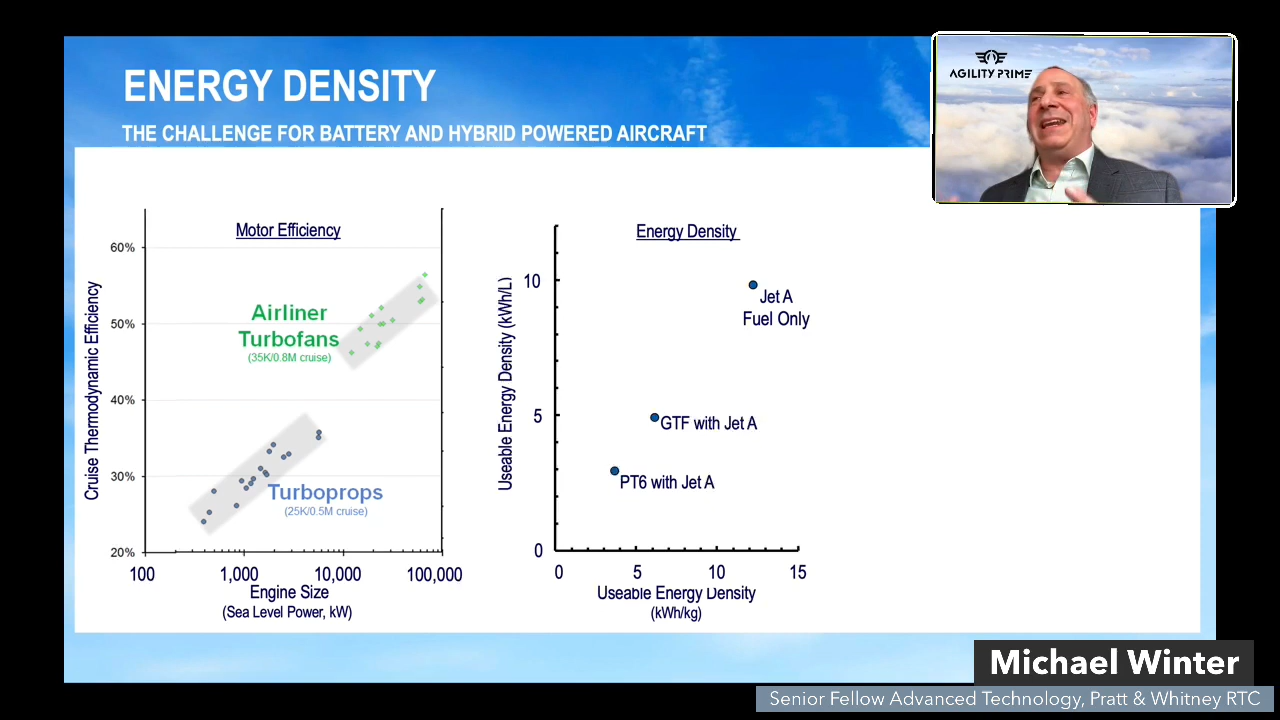 ENERGY DENSITY
THE CHALLENGE FOR BATTERY AND HYBRID POWERED AIRCRAFT
AGILITY PRIME
Motor Efficiency
Cruise Thermodynamic Efficiency
60%
50%
40%
30%
20%
Airliner
Turbofans
(35K/0.8M cruise)
Turboprops
(25K/0.5M cruise)
100
1,000
10,000
100,000
Engine Size
(Sea Level Power, kW)
Energy Density
Useable Energy Density (kWh/L)
10
5
0
Jet A
Fuel Only
GTF with Jet A
PT6 with Jet A
0
5
10
15
Useable Energy Density
(kWh/kg)
Michael Winter
Senior Fellow Advanced Technology, Pratt & Whitney RTC